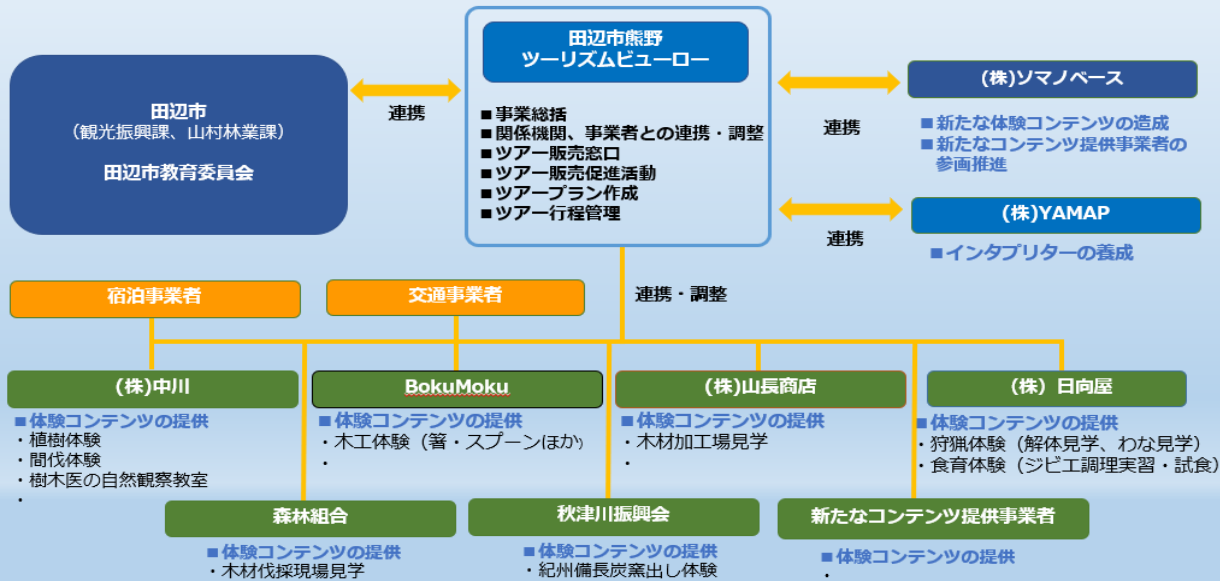 田辺市熊野
ツーリズムビューロー
■事業総括
■関係機関、事業者との連携・調整
■ツアー販売窓口
■ツアー販売促進活動
■ツアープラン作成
■ツアー行程管理
田辺市
（観光振興課、山村林業課）
田辺市教育委員会
連携
連携
(株)ソマノベース
■新たな体験コンテンツの造成
■新たなコンテンツ提供事業者の
参画推進
連携
(株)YAMAP
■インタプリターの養成
宿泊事業者
交通事業者
連携・調整
(株)中川
■体験コンテンツの提供
・植樹体験
・間伐体験
・樹木医の自然観察教室
・
BokuMoku
■体験コンテンツの提供
・木工体験（箸・スプーンほか）
・
(株)山長商店
■体験コンテンツの提供
・木材加工場見学
・
（株）日向屋
■体験コンテンツの提供
・狩猟体験（解体見学、わな見学）
・食育体験（ジビエ調理実習・試食）
森林組合
■体験コンテンツの提供
・木材伐採現場見学
秋津川振興会
■体験コンテンツの提供
・紀州備長炭窯出し体験
新たなコンテンツ提供事業者
■体験コンテンツの提供
・